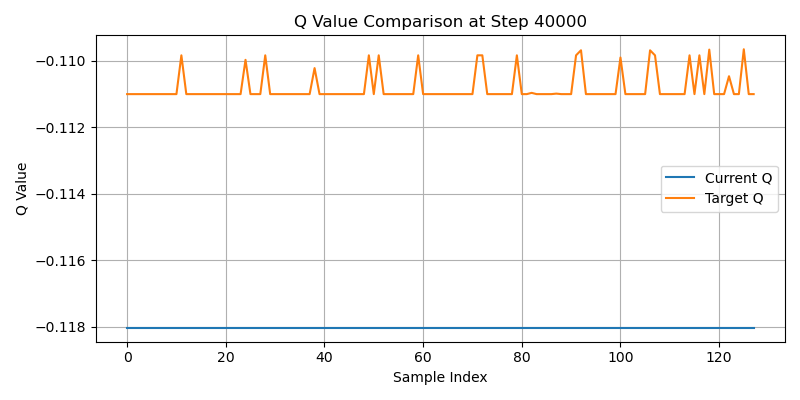 Q Value Comparison at Step 40000
Q Value
−0.110
−0.112
−0.114
−0.116
−0.118
Current Q
Target Q
0 20 40 60 80 100 120
Sample Index